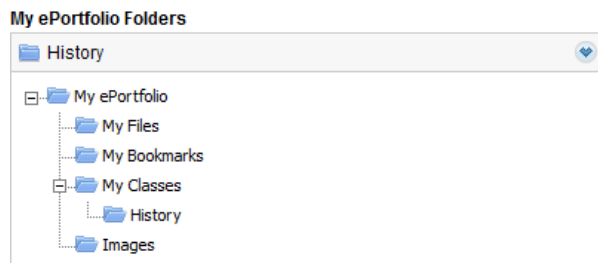 My ePortfolio Folders
History
My ePortfolio
My Files
My Bookmarks
My Classes
History
Images